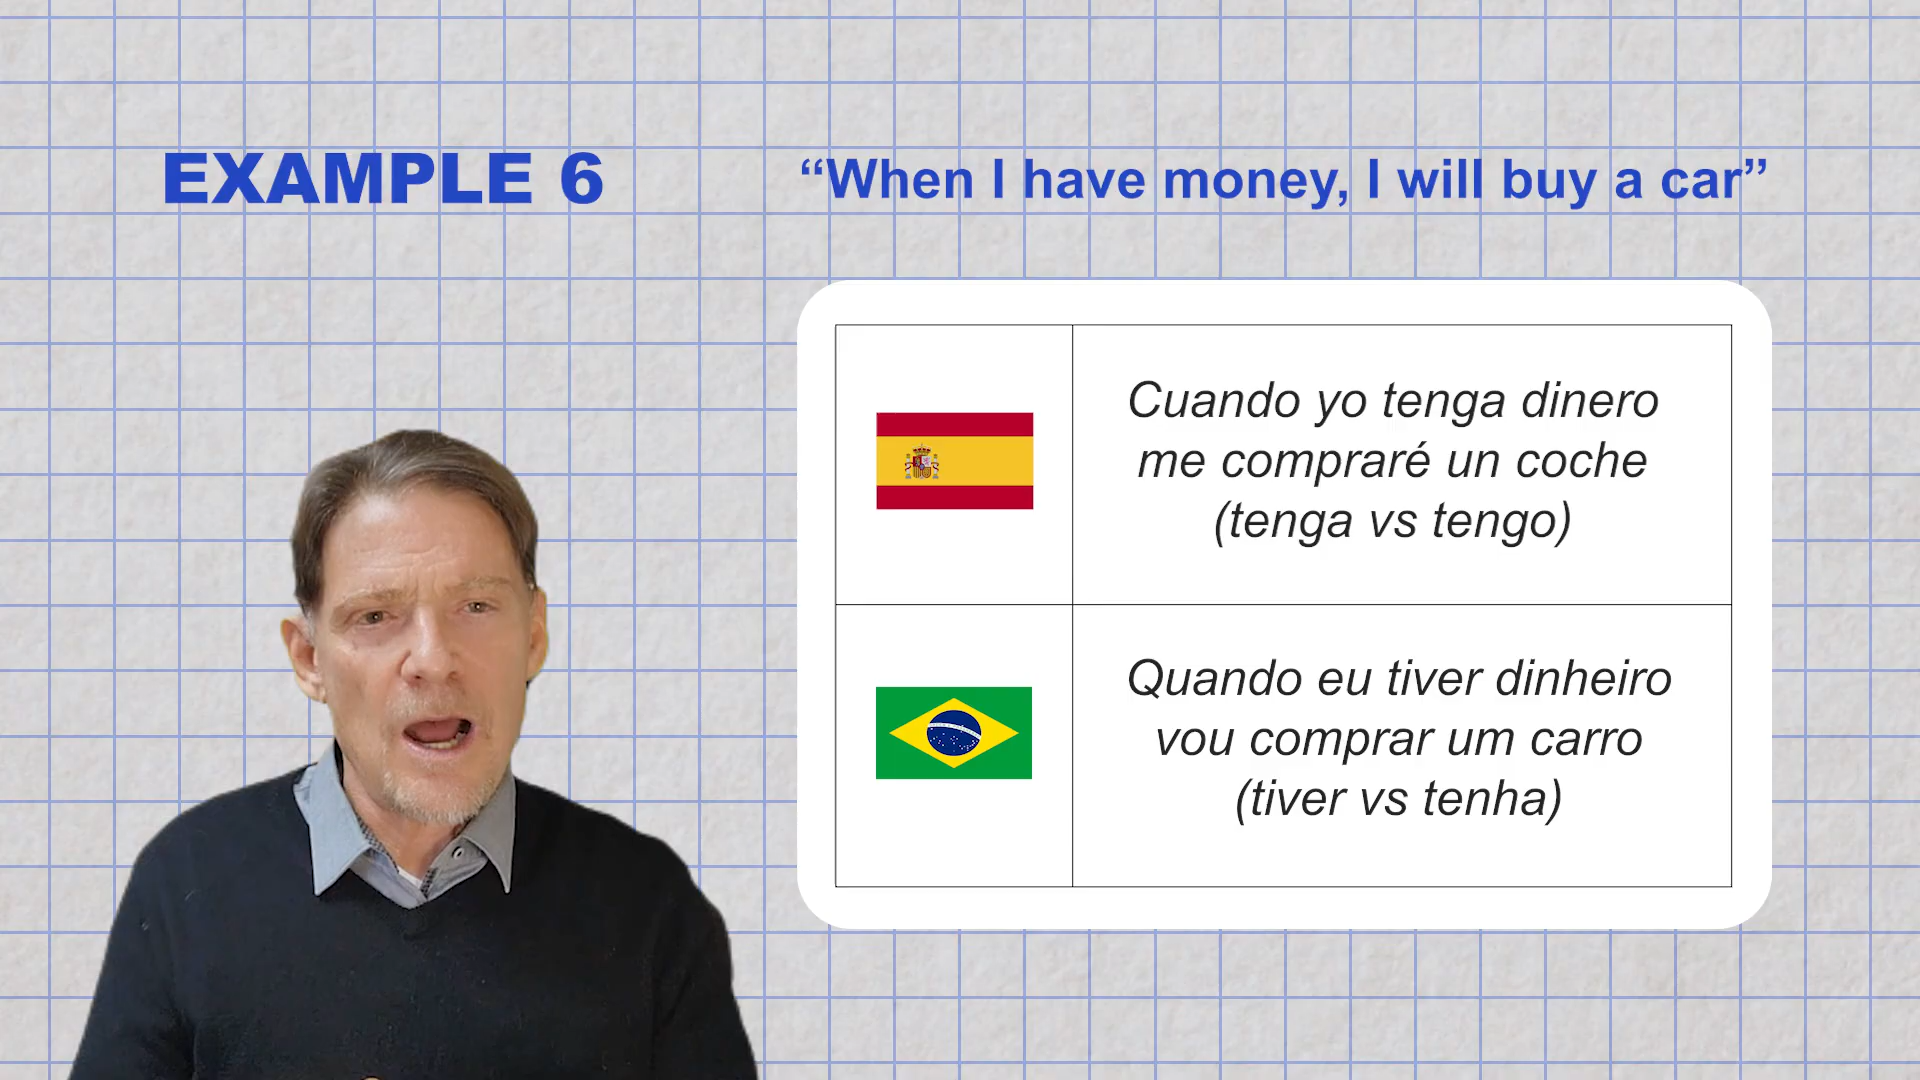 EXAMPLE 6
“When I have money, I will buy a car”
Cuando yo tenga dinero
me compraré un coche
(tenga vs tengo)
Quando eu tiver dinheiro
vou comprar um carro
(tiver vs tenha)